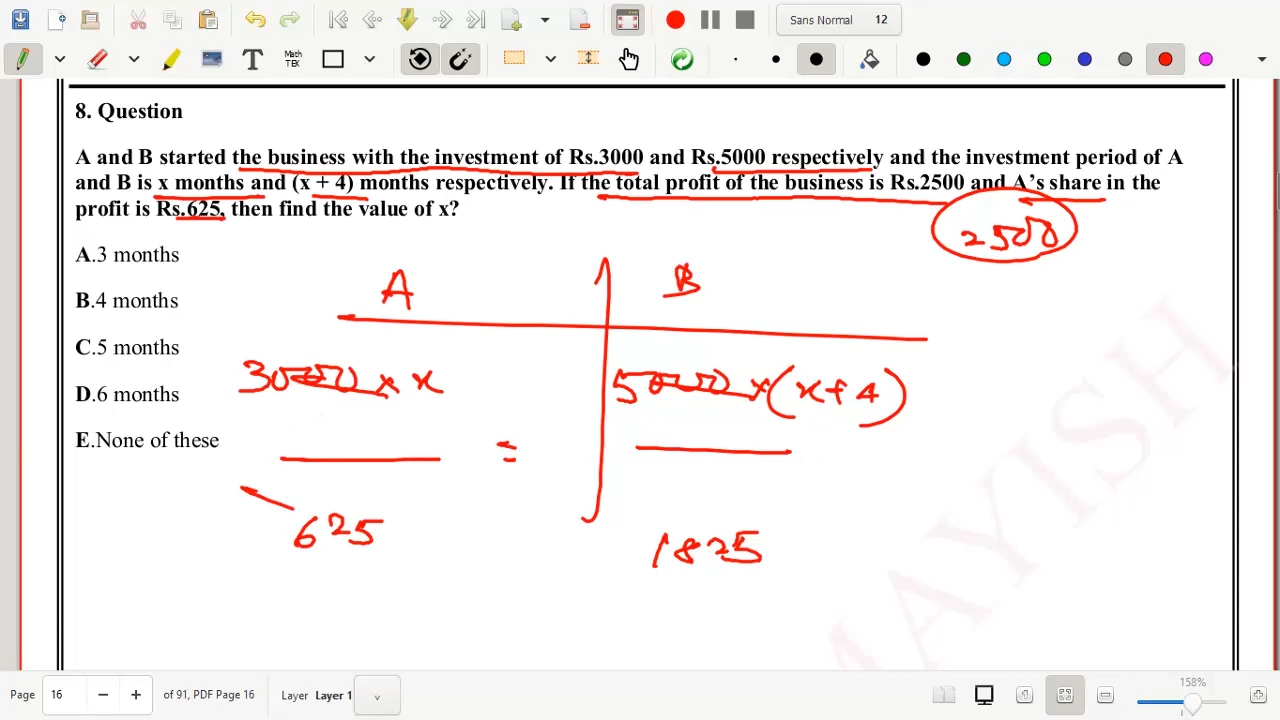 Sans Normal 12
Math
TEX
8. Question
A and B started the business with the investment of Rs.3000 and Rs.5000 respectively and the investment period of A
and B is x months and (x + 4) months respectively. If the total profit of the business is Rs.2500 and A's share in the
profit is Rs.625, then find the value of x?
2500
A.3 months
B.4 months
C.5 months
D.6 months
E.None of these
A B
3000 × x 5000 × (x + 4)
=
625 1825
MAYISH
Page 16 of 91, PDF Page 16 Layer Layer 1 158%